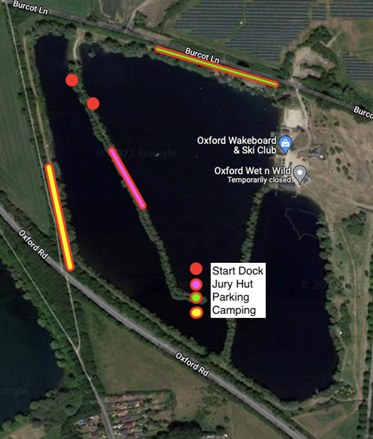 Burcot Ln
Burcot Ln
Burcot
Oxford Wakeboard
& Ski Club
Oxford Wet n Wild
Temporarily closed
Oxford Rd
Start Dock
Jury Hut
Parking
Camping
Oxford Rd